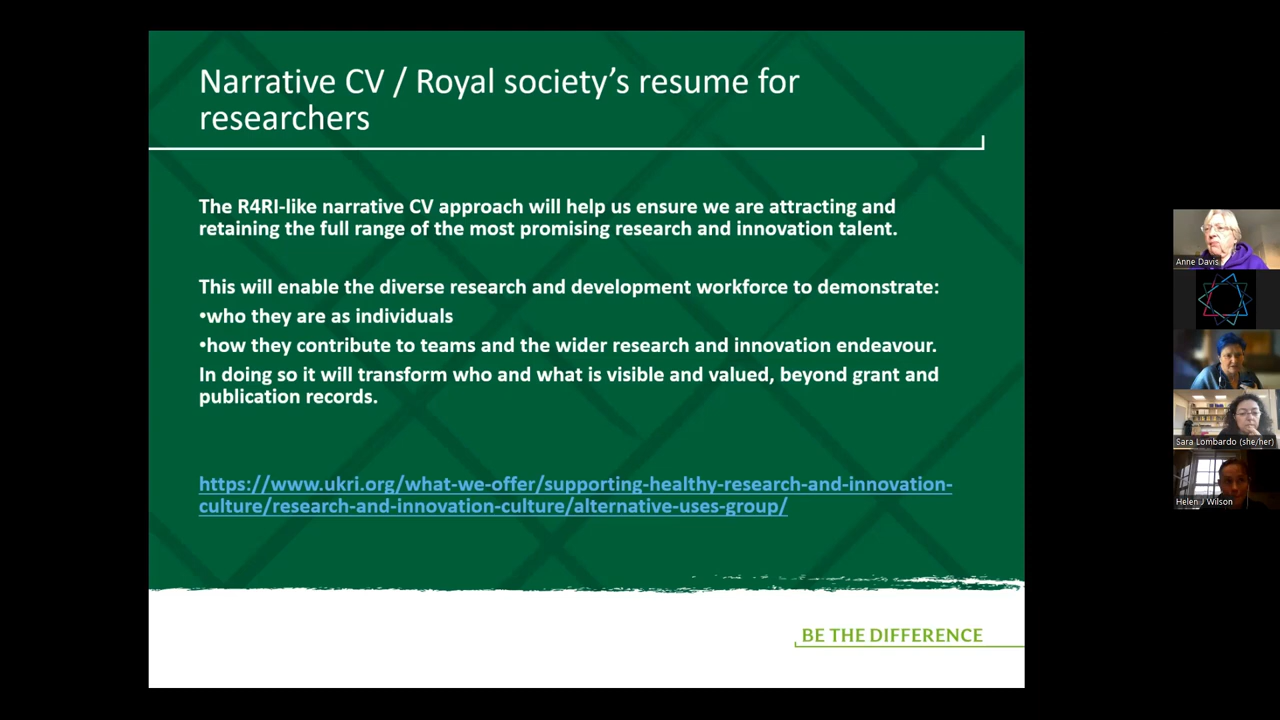 Narrative CV / Royal society's resume for
researchers
The R4RI-like narrative CV approach will help us ensure we are attracting and
retaining the full range of the most promising research and innovation talent.
This will enable the diverse research and development workforce to demonstrate:
•who they are as individuals
•how they contribute to teams and the wider research and innovation endeavour.
In doing so it will transform who and what is visible and valued, beyond grant and
publication records.
https://www.ukri.org/what-we-offer/supporting-healthy-research-and-innovation-
culture/research-and-innovation-culture/alternative-uses-group/
BE THE DIFFERENCE
Anne Davis
Sara Lombardo (she/her)
Helen J Wilson